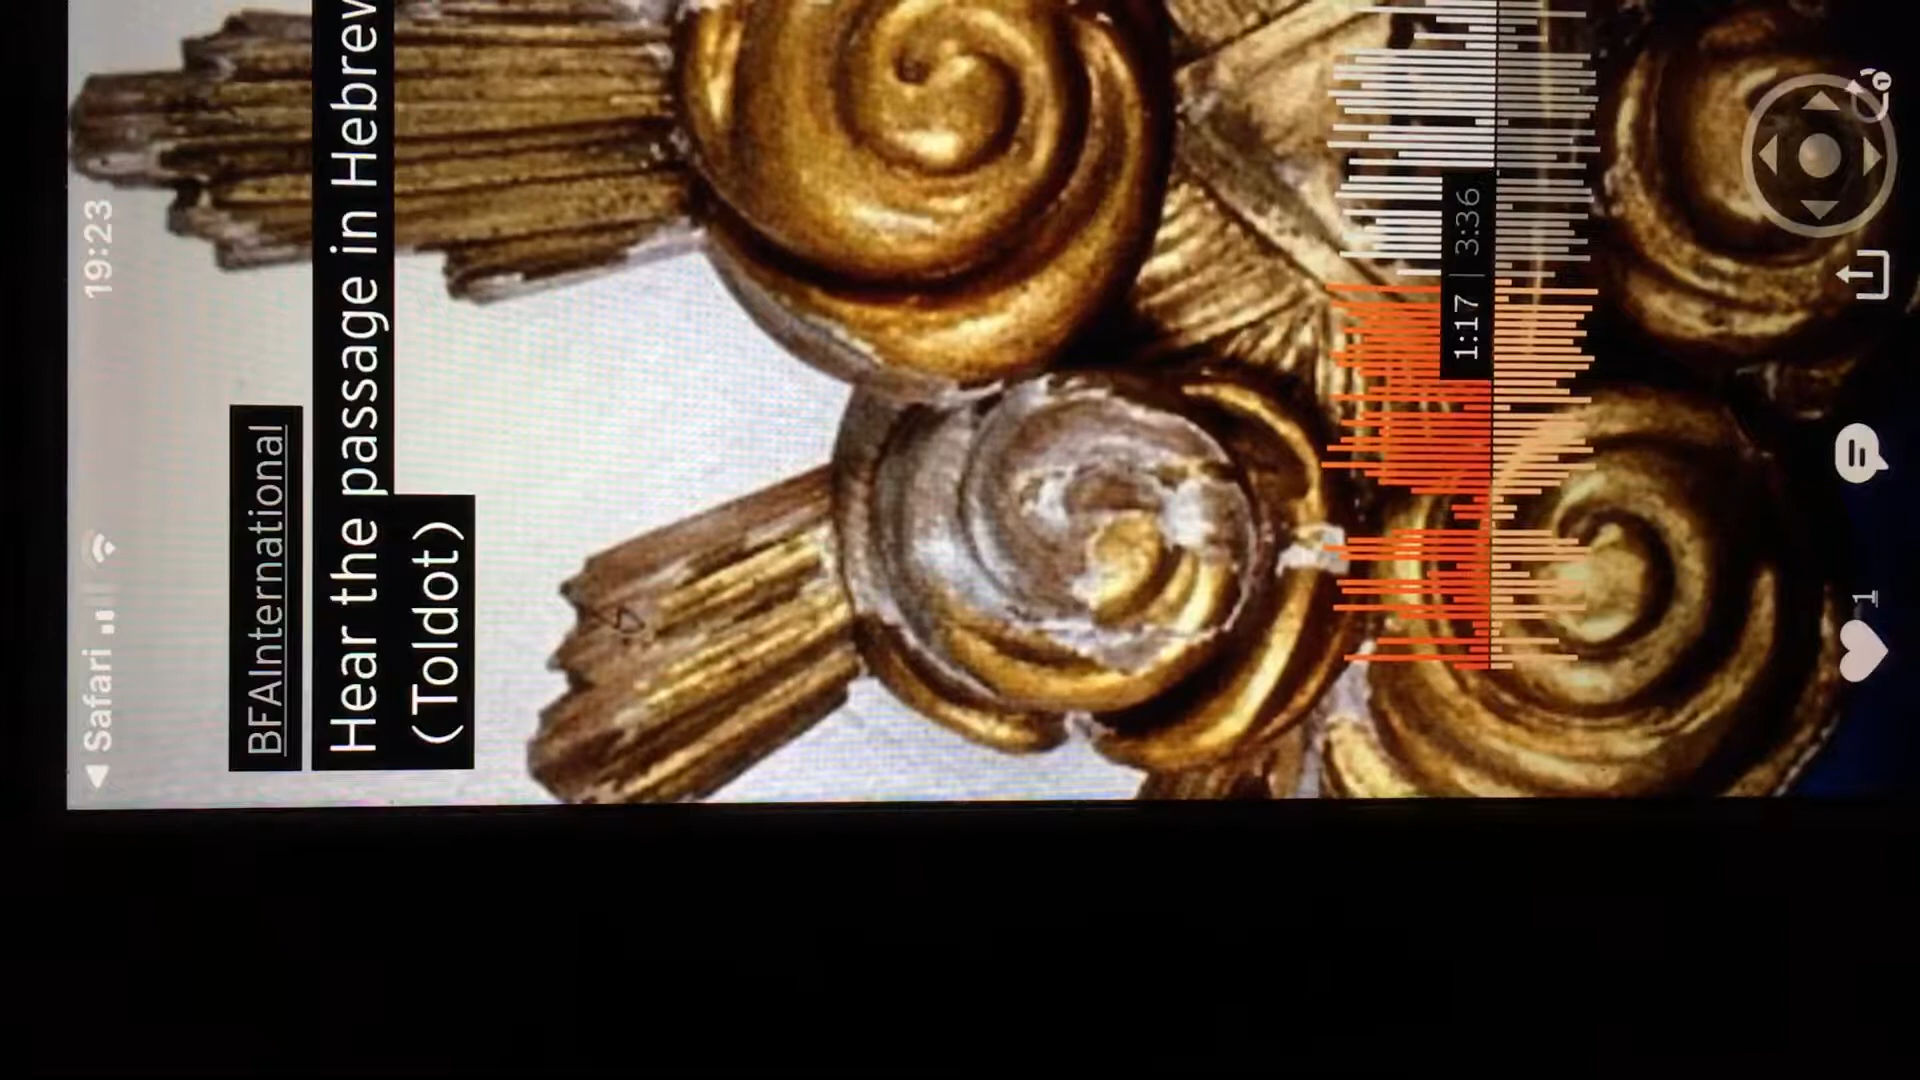 Safari
19:23
BFAInternational
Hear the passage in Hebrew
(Toldot)
1:17 | 3:36
1